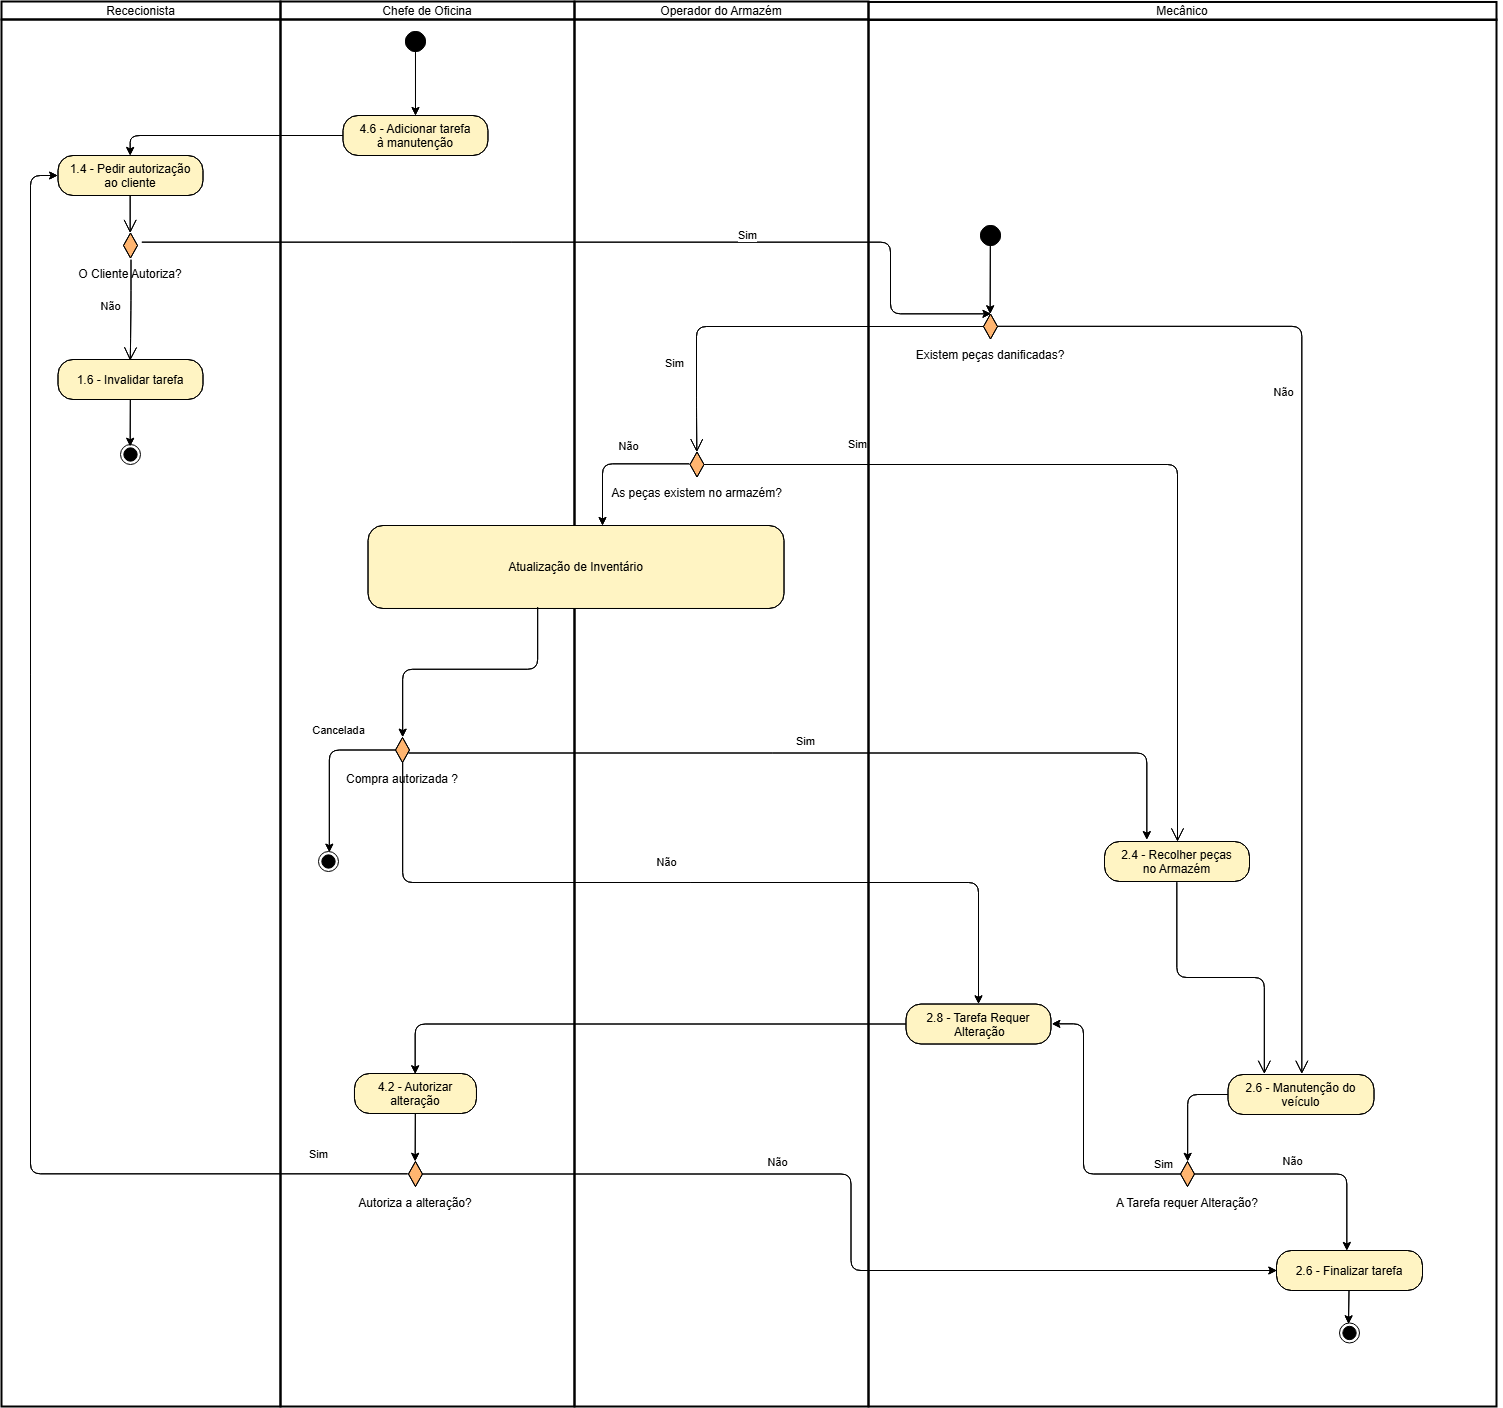 Rececionista
Chefe de Oficina
Operador do Armazém
Mecânico
4.6 - Adicionar tarefa
à manutenção
1.4 - Pedir autorização
ao cliente
Sim
O Cliente Autoriza?
Não
Existem peças danificadas?
Sim
1.6 - Invalidar tarefa
Não
Não
Sim
As peças existem no armazém?
Atualização de Inventário
Cancelada
Sim
Compra autorizada ?
Não
2.4 - Recolher peças
no Armazém
2.8 - Tarefa Requer
Alteração
4.2 - Autorizar
alteração
2.6 - Manutenção do
veículo
Sim
Não
Sim
Não
Autoriza a alteração?
A Tarefa requer Alteração?
2.6 - Finalizar tarefa